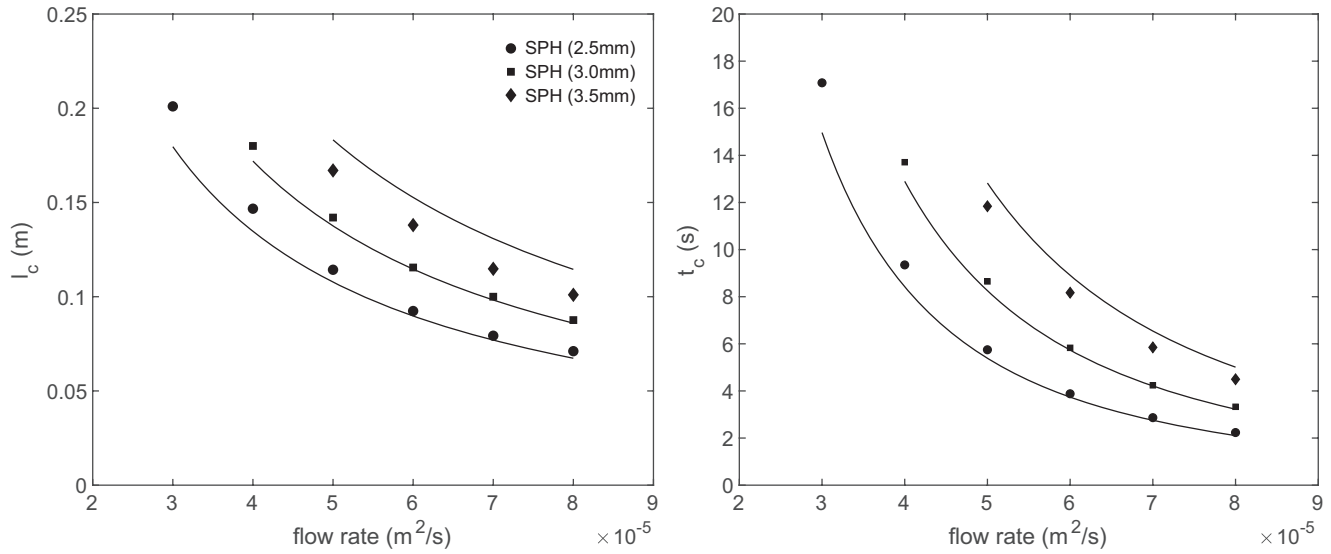 0.25
0.2
0.15
0.1
0.05
0
l_c (m)
SPH (2.5mm)
SPH (3.0mm)
SPH (3.5mm)
2 3 4 5 6 7 8 9
flow rate (m²/s)
× 10⁻⁵
20
18
16
14
12
10
8
6
4
2
0
t_c (s)
2 3 4 5 6 7 8 9
flow rate (m²/s)
× 10⁻⁵